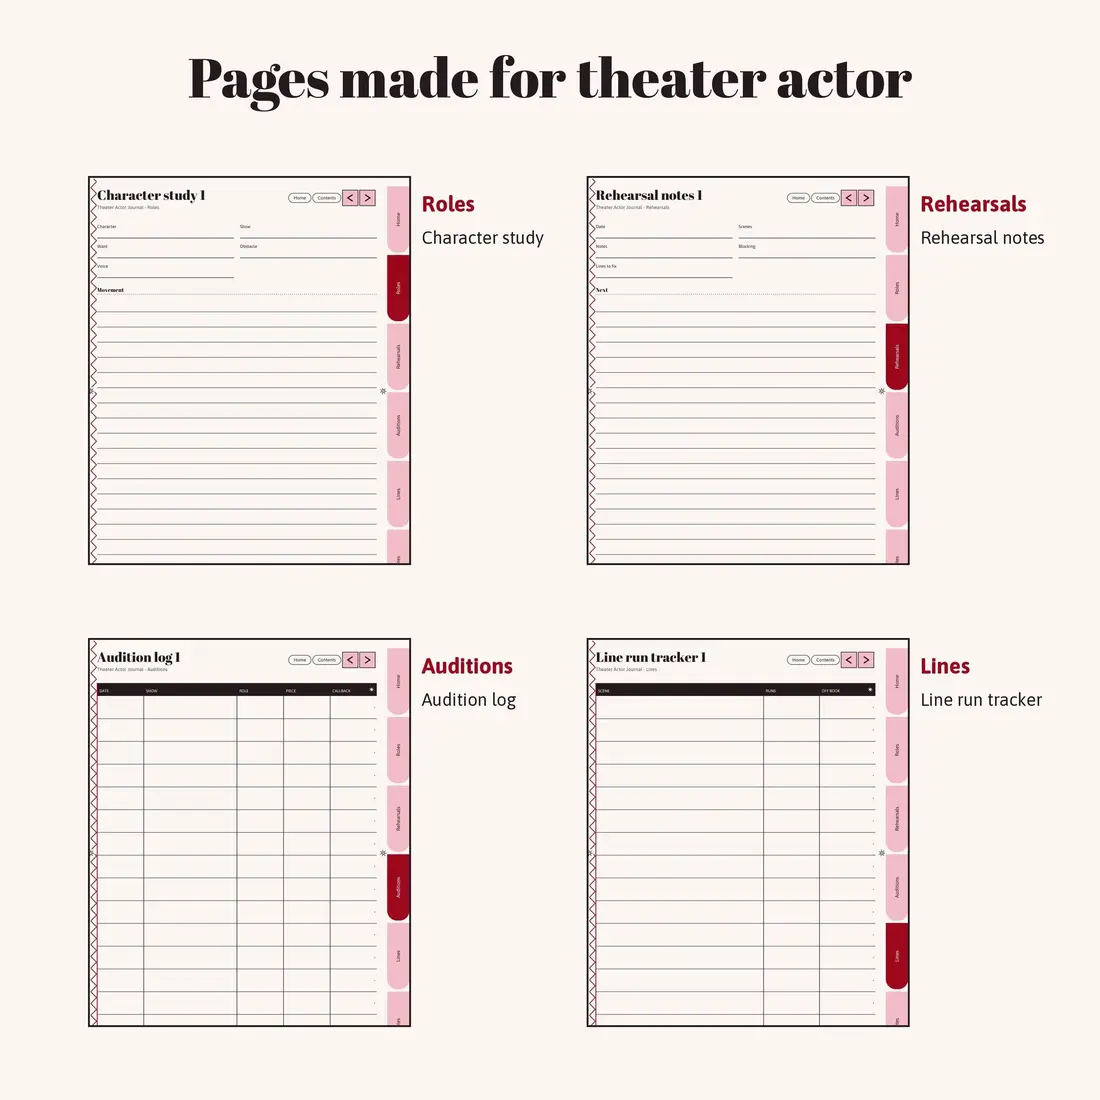 Pages made for theater actor
Character study 1
Theater Actor Journal · Roles
Home
Contents
<
>
Character
Show
Want
Obstacle
Voice
Movement
Home
Roles
Rehearsals
Auditions
Lines
Roles
Character study
Rehearsal notes 1
Theater Actor Journal · Rehearsals
Home
Contents
<
>
Date
Scenes
Notes
Blocking
Lines to fix
Next
Home
Roles
Rehearsals
Auditions
Lines
Rehearsals
Rehearsal notes
Audition log 1
Theater Actor Journal · Auditions
Home
Contents
<
>
DATE
SHOW
ROLE
PIECE
CALLBACK
Home
Roles
Rehearsals
Auditions
Lines
Auditions
Audition log
Line run tracker 1
Theater Actor Journal · Lines
Home
Contents
<
>
SCENE
RUNS
OFF BOOK
Home
Roles
Rehearsals
Auditions
Lines
Lines
Line run tracker